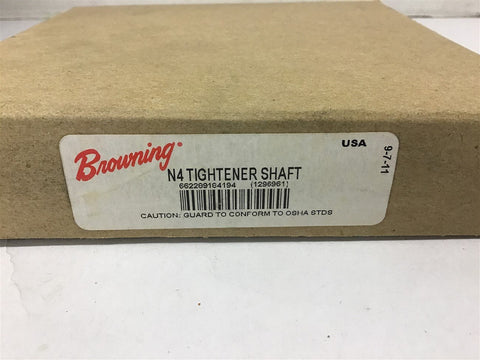 Browning
USA
N4 TIGHTENER SHAFT
662209164194 (1296961)
CAUTION: GUARD TO CONFORM TO OSHA STDS
9-7-11